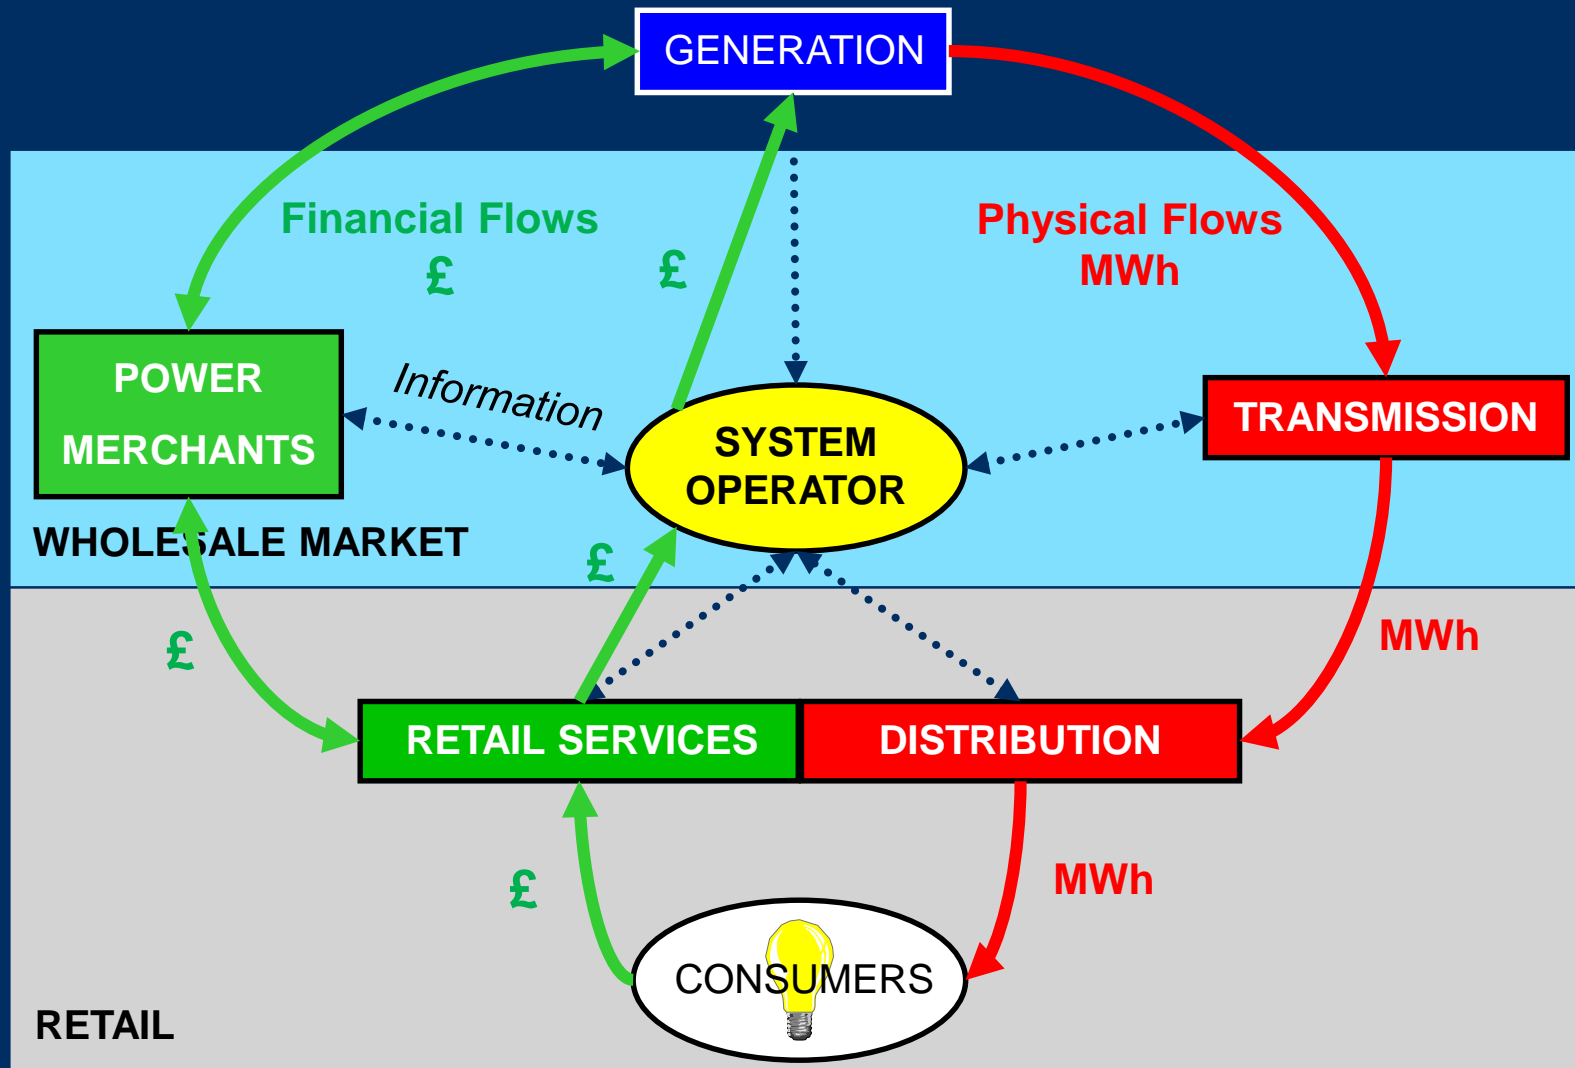 GENERATION
Financial Flows
£
£
Physical Flows
MWh
POWER
MERCHANTS
Information
SYSTEM
OPERATOR
TRANSMISSION
WHOLESALE MARKET
£
£
MWh
RETAIL SERVICES
DISTRIBUTION
£
MWh
CONSUMERS
RETAIL